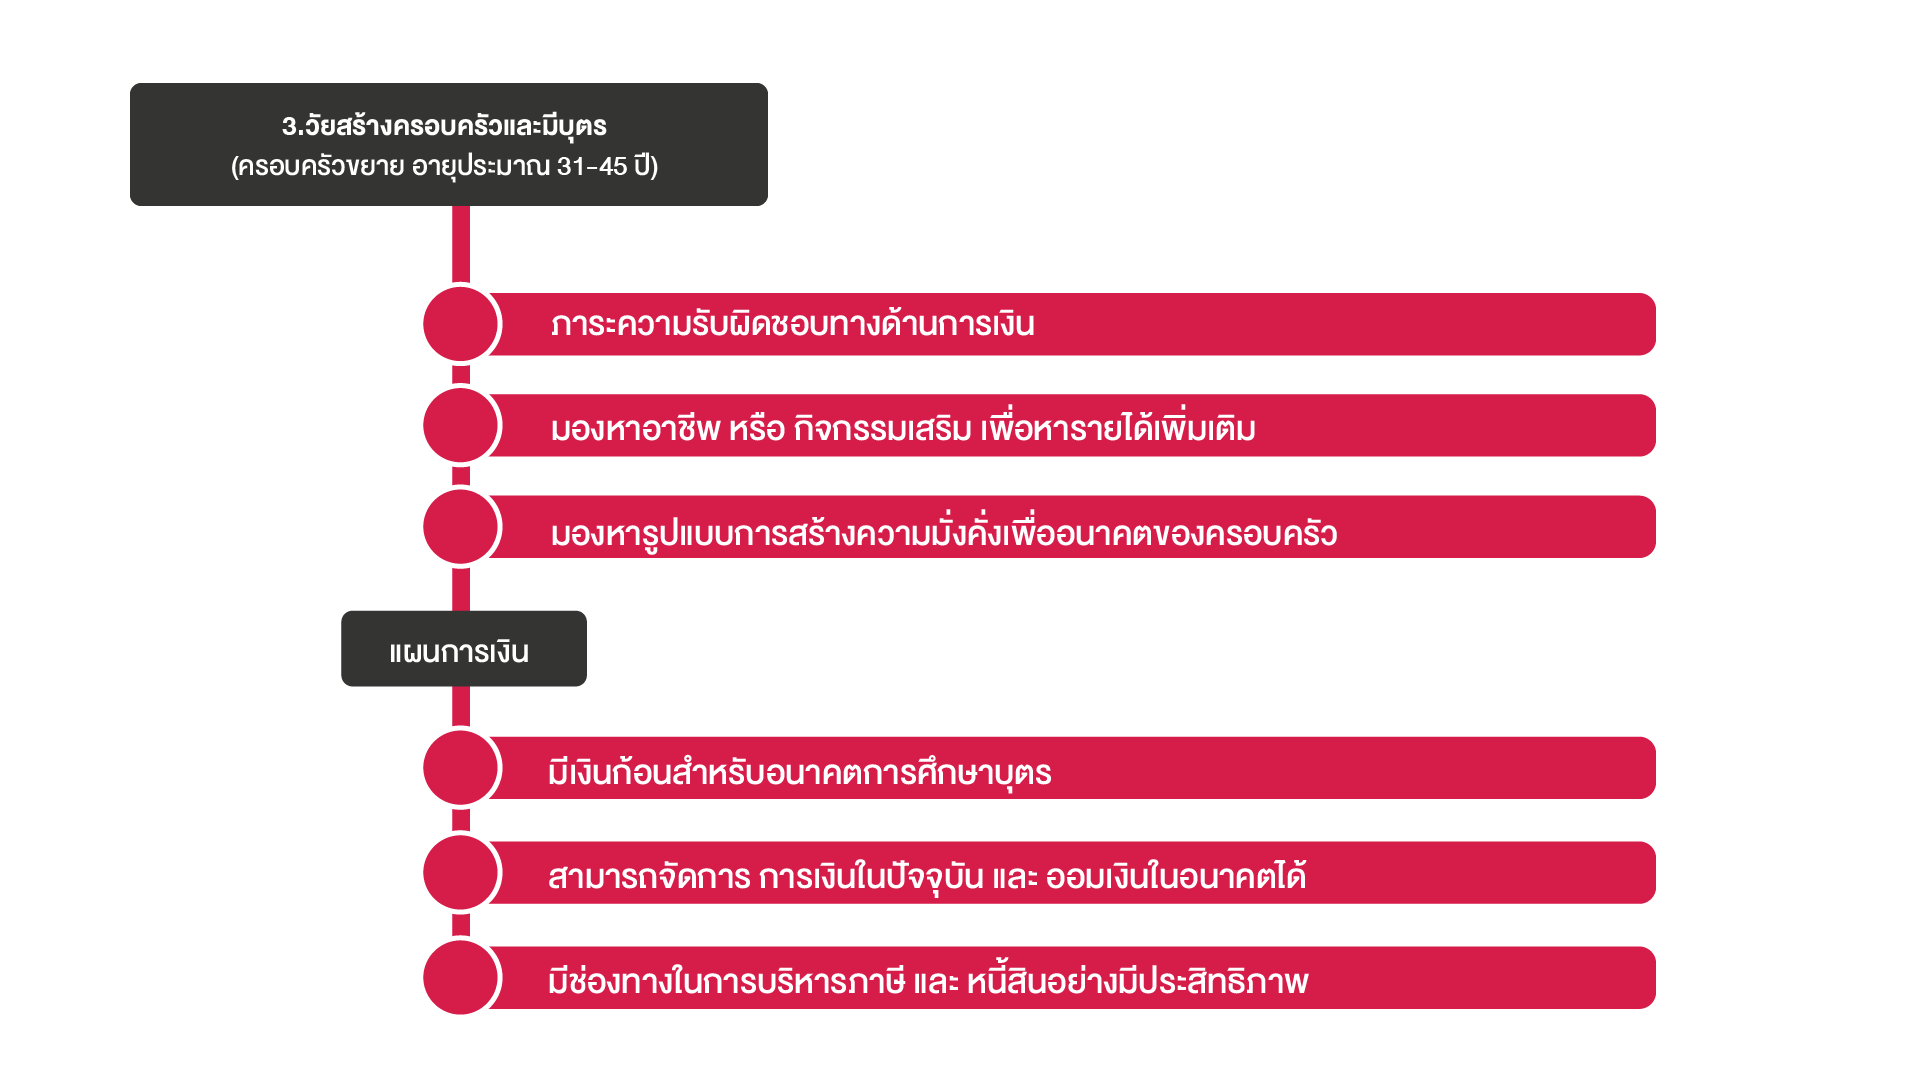 3.วัยสร้างครอบครัวและมีบุตร
(ครอบครัวขยาย อายุประมาณ 31-45 ปี)
ภาระความรับผิดชอบทางด้านการเงิน
มองหาอาชีพ หรือ กิจกรรมเสริม เพื่อหารายได้เพิ่มเติม
มองหารูปแบบการสร้างความมั่งคั่งเพื่ออนาคตของครอบครัว
แผนการเงิน
มีเงินก้อนสำหรับอนาคตการศึกษาบุตร
สามารถจัดการ การเงินในปัจจุบัน และ ออมเงินในอนาคตได้
มีช่องทางในการบริหารภาษี และ หนี้สินอย่างมีประสิทธิภาพ